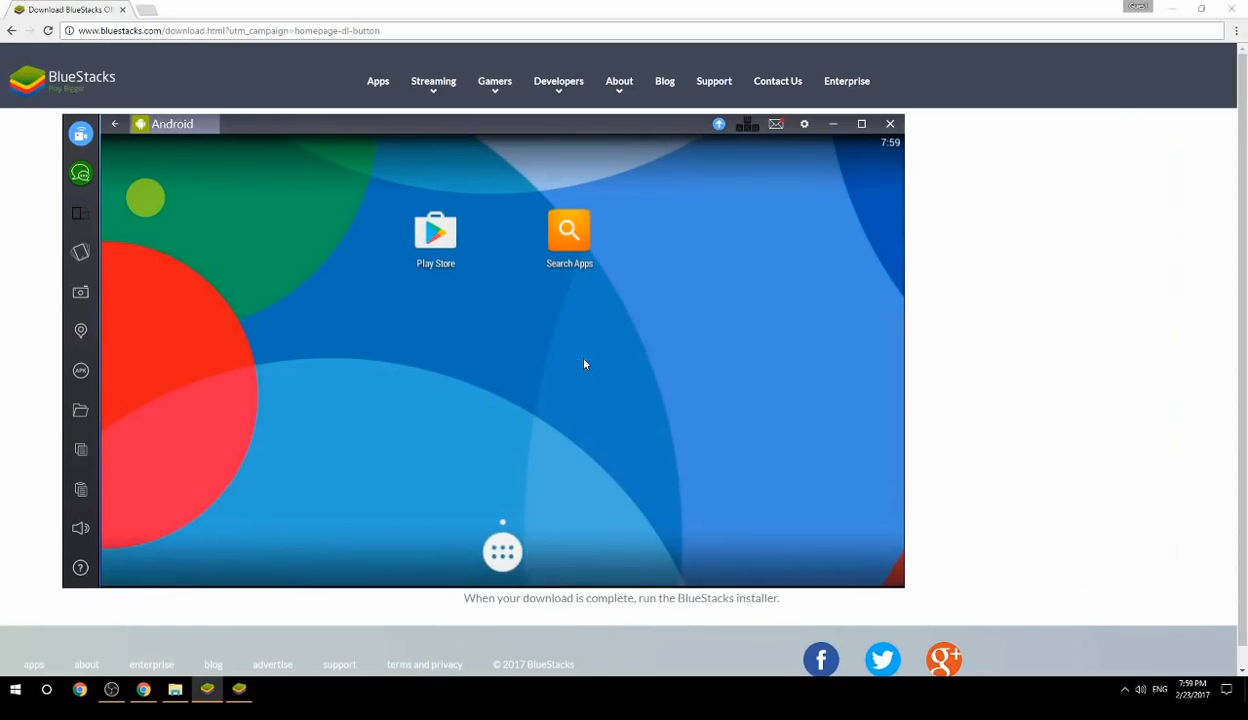 Download BlueStacks Of
Guest
www.bluestacks.com/download.html?utm_campaign=homepage-dl-button
BlueStacks
Play Bigger
Apps Streaming Gamers Developers About Blog Support Contact Us Enterprise
Android
7:59
Play Store
Search Apps
APK
?
When your download is complete, run the BlueStacks installer.
apps about enterprise blog advertise support terms and privacy © 2017 BlueStacks
f
g+
ENG
7:59 PM
2/23/2017